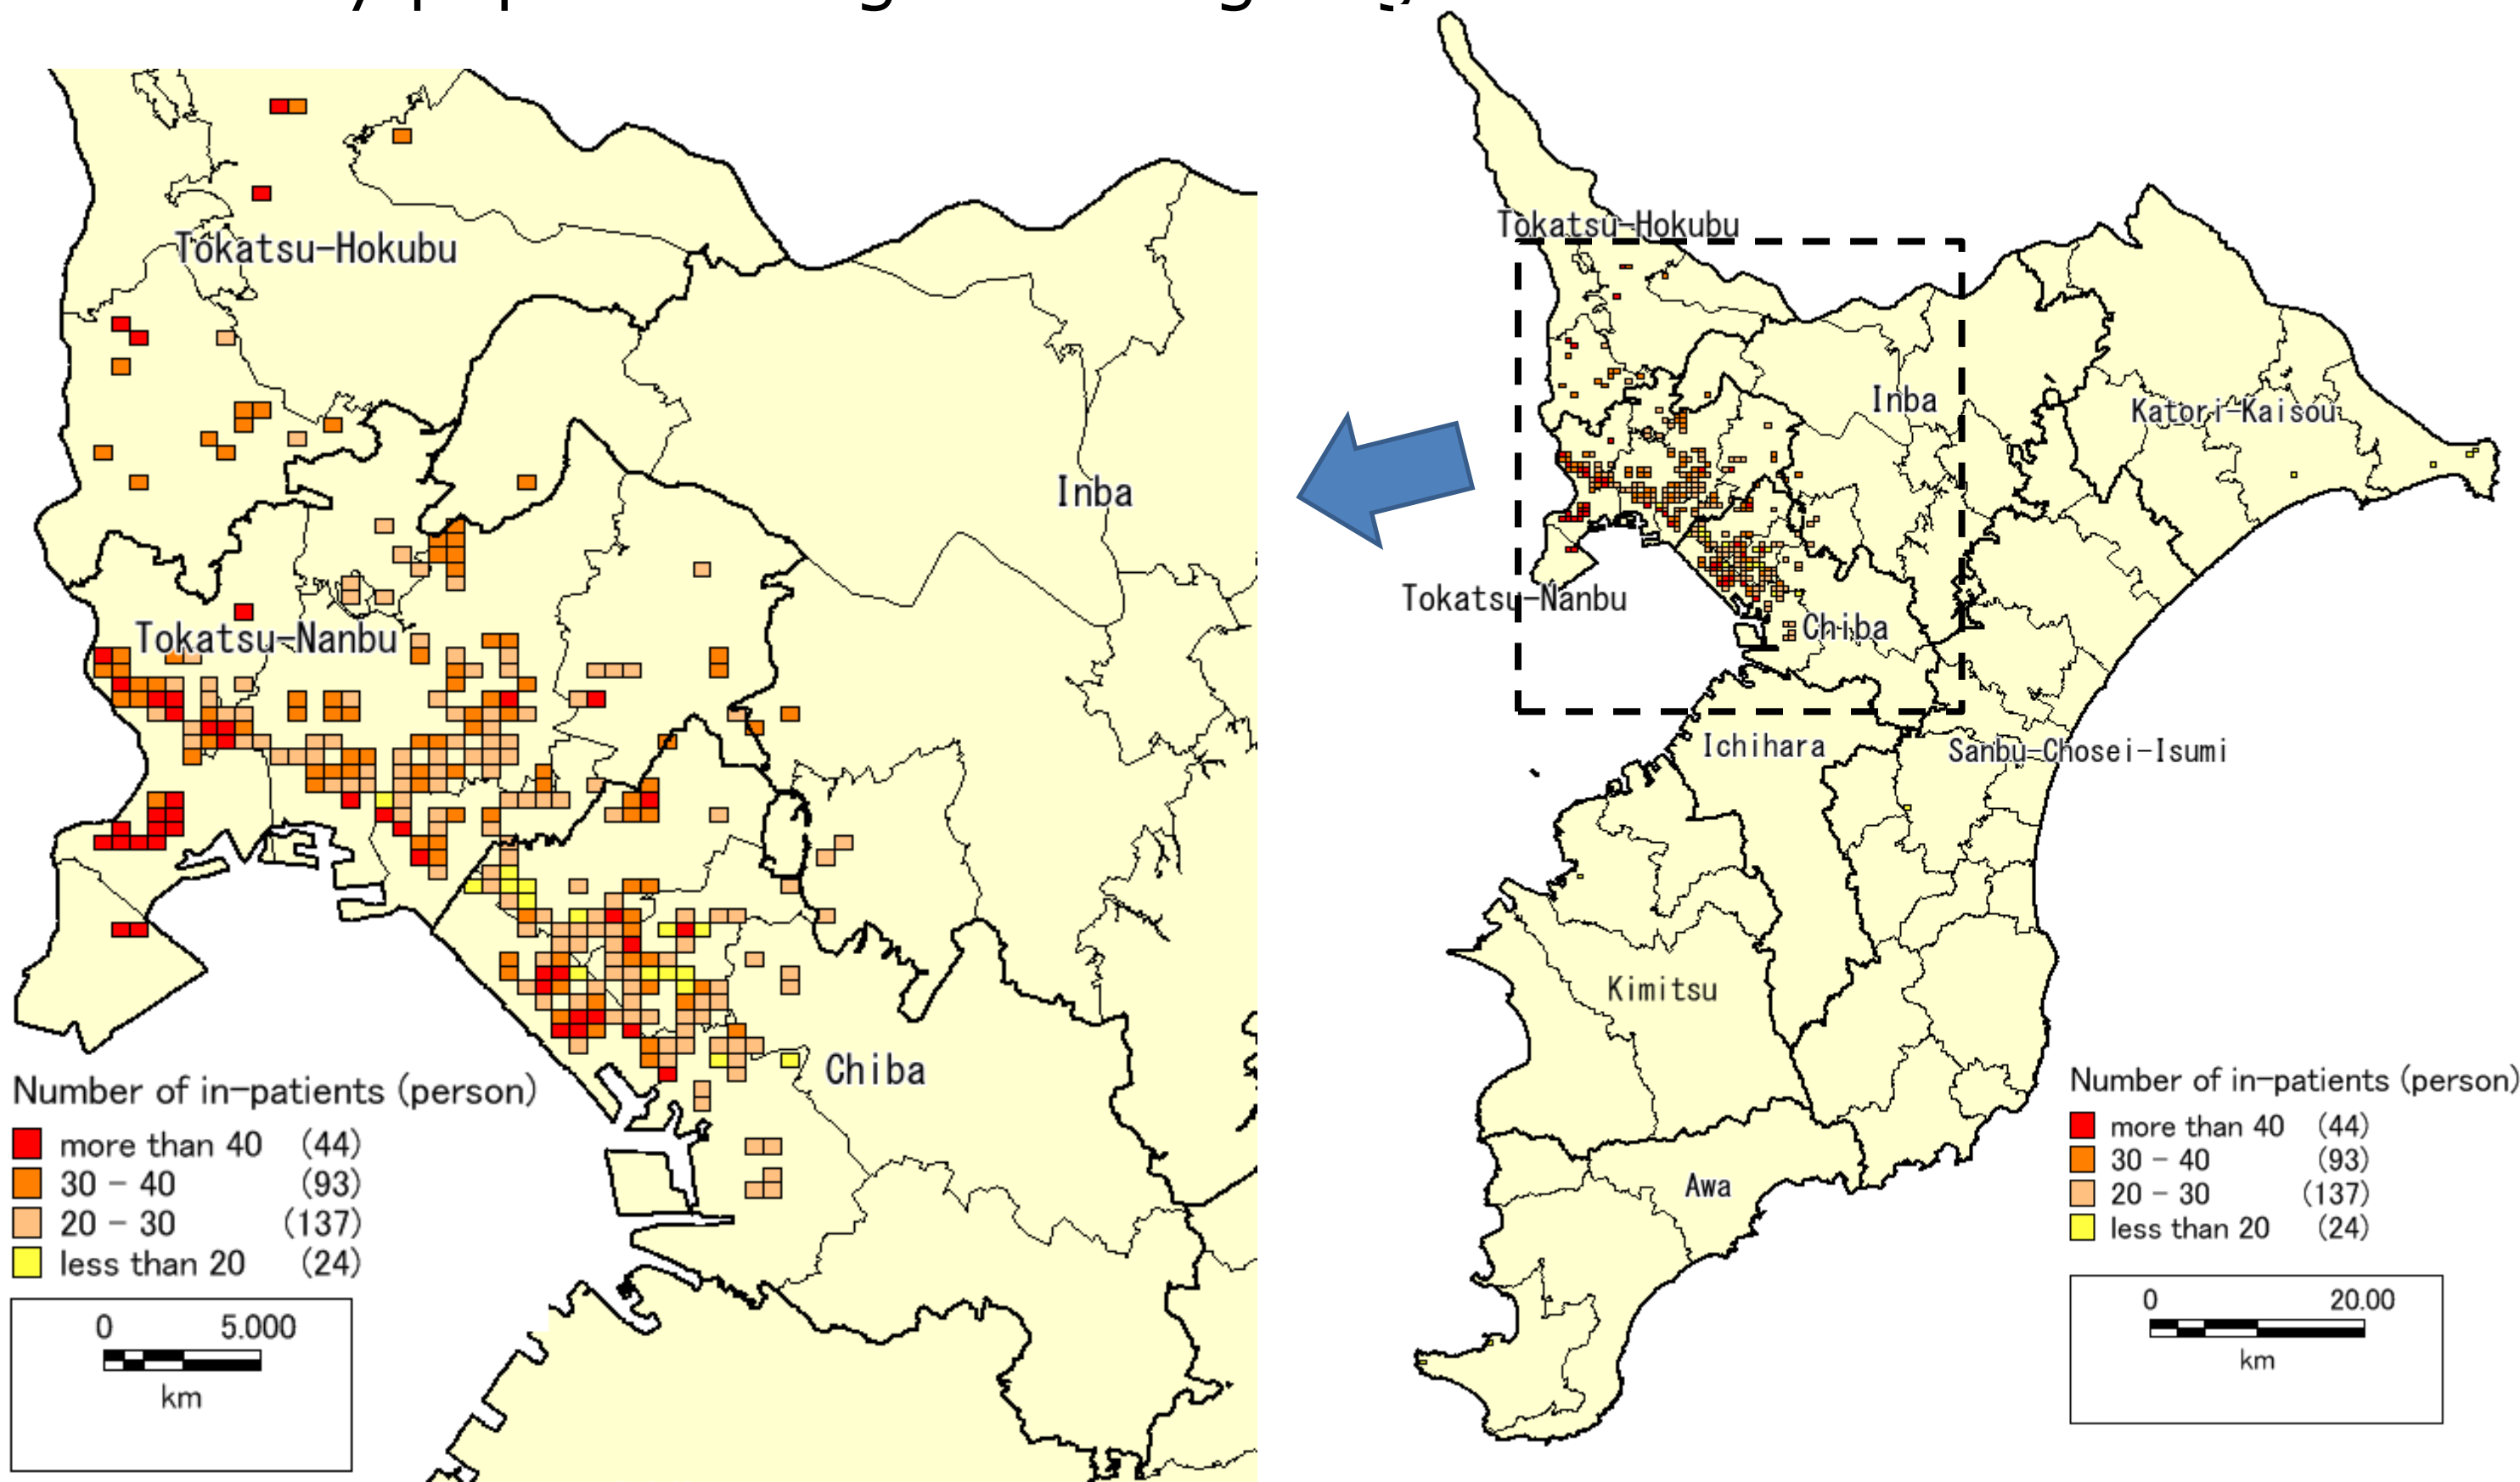 Tokatsu-Hokubu
Inba
Tokatsu-Nanbu
Chiba
Number of in-patients (person)
more than 40 (44)
30 - 40 (93)
20 - 30 (137)
less than 20 (24)
0 5.000
km
Tokatsu-Hokubu
Inba
Katori-Kaisou
Tokatsu-Nanbu
Chiba
Ichihara
Sanbu-Chosei-Isumi
Kimitsu
Awa
Number of in-patients (person)
more than 40 (44)
30 - 40 (93)
20 - 30 (137)
less than 20 (24)
0 20.00
km